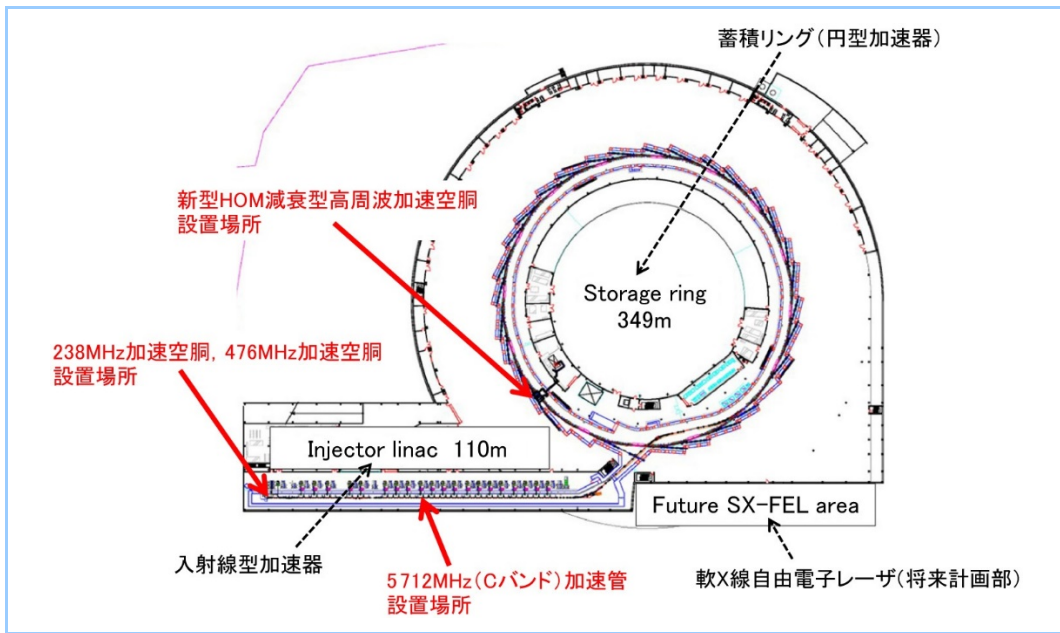 蓄積リング(円型加速器)
新型HOM減衰型高周波加速空胴
設置場所
Storage ring
349m
238MHz加速空胴, 476MHz加速空胴
設置場所
Injector linac 110m
Future SX-FEL area
入射線型加速器
5712MHz(Cバンド)加速管
設置場所
軟X線自由電子レーザ(将来計画部)